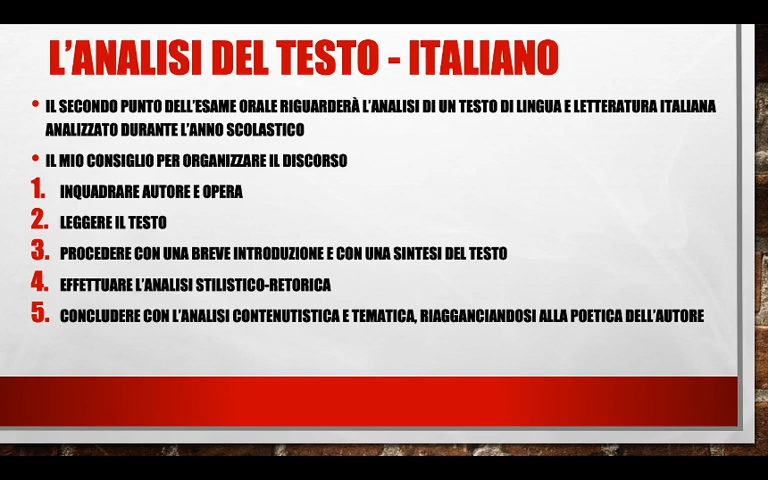 L'ANALISI DEL TESTO - ITALIANO
• IL SECONDO PUNTO DELL'ESAME ORALE RIGUARDERÀ L'ANALISI DI UN TESTO DI LINGUA E LETTERATURA ITALIANA
ANALIZZATO DURANTE L'ANNO SCOLASTICO
• IL MIO CONSIGLIO PER ORGANIZZARE IL DISCORSO
1. INQUADRARE AUTORE E OPERA
2. LEGGERE IL TESTO
3. PROCEDERE CON UNA BREVE INTRODUZIONE E CON UNA SINTESI DEL TESTO
4. EFFETTUARE L'ANALISI STILISTICO-RETORICA
5. CONCLUDERE CON L'ANALISI CONTENUTISTICA E TEMATICA, RIAGGANCIANDOSI ALLA POETICA DELL'AUTORE